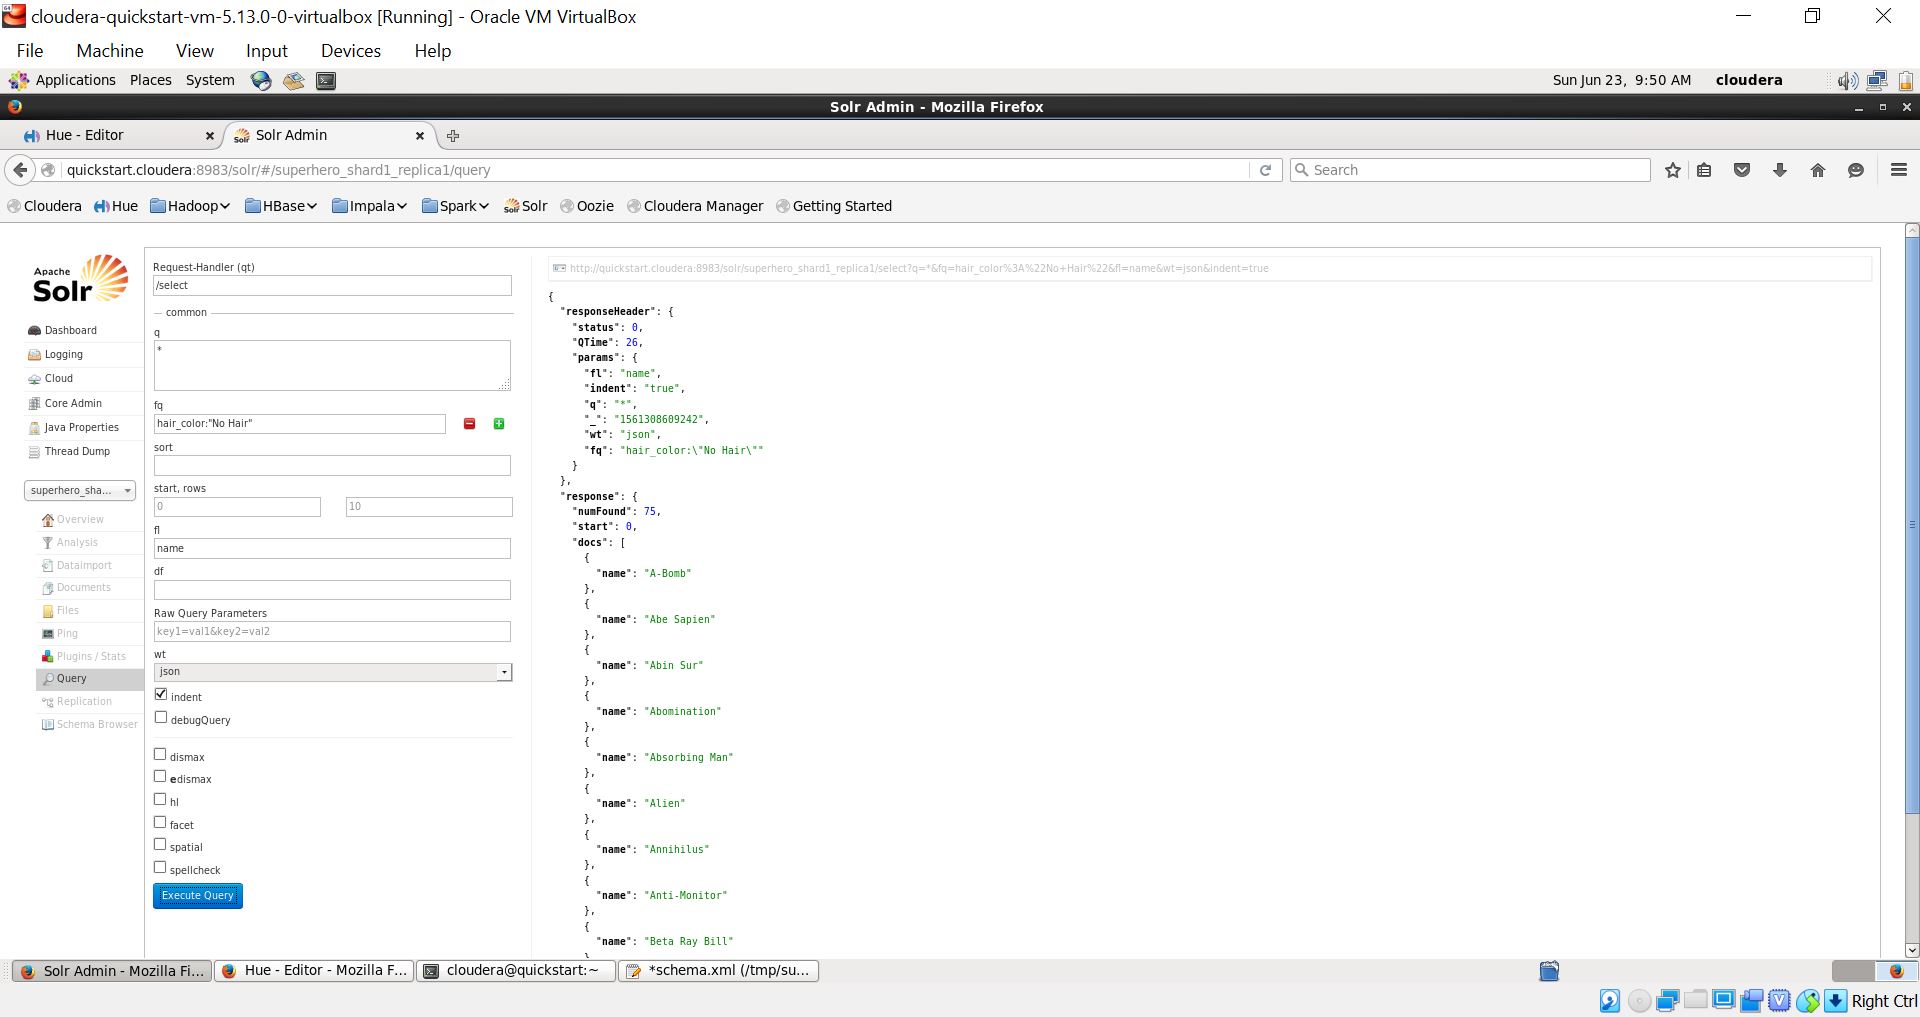 cloudera-quickstart-vm-5.13.0-0-virtualbox [Running] - Oracle VM VirtualBox
File Machine View Input Devices Help
Applications Places System Sun Jun 23, 9:50 AM cloudera
Solr Admin - Mozilla Firefox
Hue - Editor Solr Admin
quickstart.cloudera:8983/solr/#/superhero_shard1_replica1/query Search
Cloudera Hue Hadoop HBase Impala Spark Solr Oozie Cloudera Manager Getting Started
Apache
Solr
Dashboard
Logging
Cloud
Core Admin
Java Properties
Thread Dump
superhero_sha...
Overview
Analysis
Dataimport
Documents
Files
Ping
Plugins / Stats
Query
Replication
Schema Browser
Request-Handler (qt)
/select
common
q
*
fq
hair_color:"No Hair"
sort
start, rows
0 10
fl
name
df
Raw Query Parameters
key1=val1&key2=val2
wt
json
indent
debugQuery
dismax
edismax
hl
facet
spatial
spellcheck
Execute Query
http://quickstart.cloudera:8983/solr/superhero_shard1_replica1/select?q=*&fq=hair_color%3A%22No+Hair%22&fl=name&wt=json&indent=true
{
"responseHeader": {
"status": 0,
"QTime": 26,
"params": {
"fl": "name",
"indent": "true",
"q": "*",
"_": "1561308609242",
"wt": "json",
"fq": "hair_color:\"No Hair\""
}
},
"response": {
"numFound": 75,
"start": 0,
"docs": [
{
"name": "A-Bomb"
},
{
"name": "Abe Sapien"
},
{
"name": "Abin Sur"
},
{
"name": "Abomination"
},
{
"name": "Absorbing Man"
},
{
"name": "Alien"
},
{
"name": "Annihilus"
},
{
"name": "Anti-Monitor"
},
{
"name": "Beta Ray Bill"
}
Solr Admin - Mozilla Fi... Hue - Editor - Mozilla F... cloudera@quickstart:~ *schema.xml (/tmp/su...
Right Ctrl